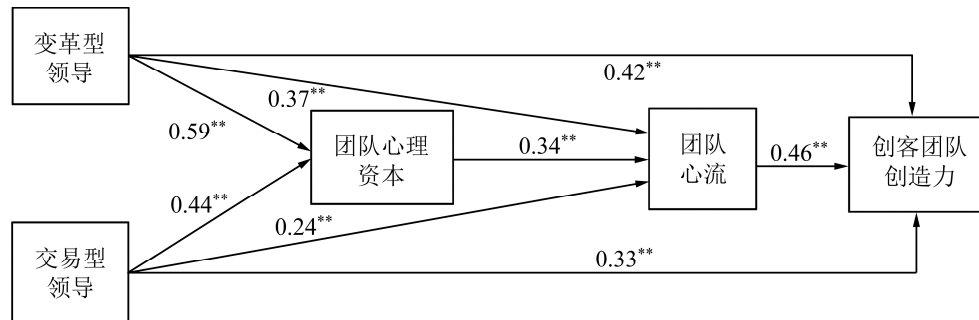 变革型
领导
0.42**
0.37**
0.59**
团队心理
资本
0.34**
团队
心流
0.46**
创客团队
创造力
0.44**
0.24**
交易型
领导
0.33**